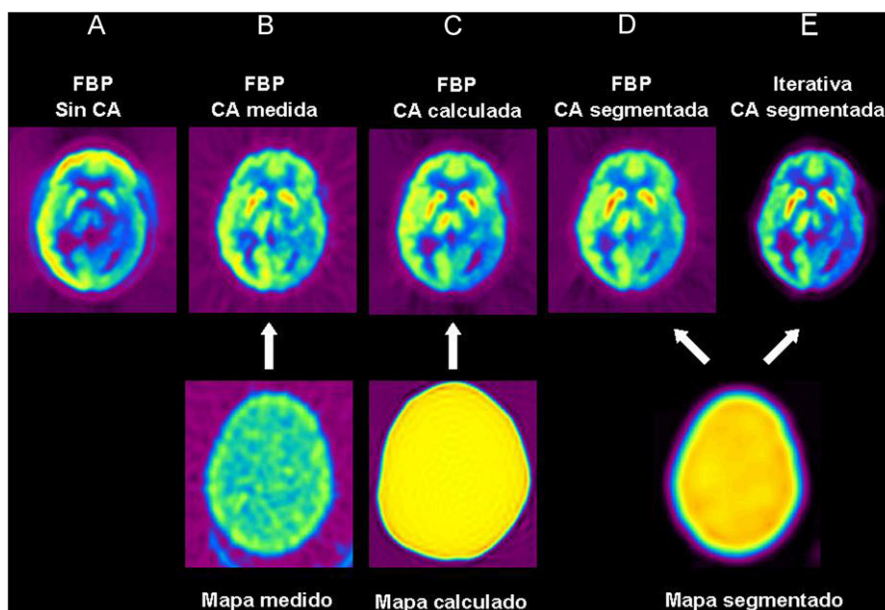 A B C D E
FBP FBP FBP FBP Iterativa
Sin CA CA medida CA calculada CA segmentada CA segmentada
Mapa medido Mapa calculado Mapa segmentado